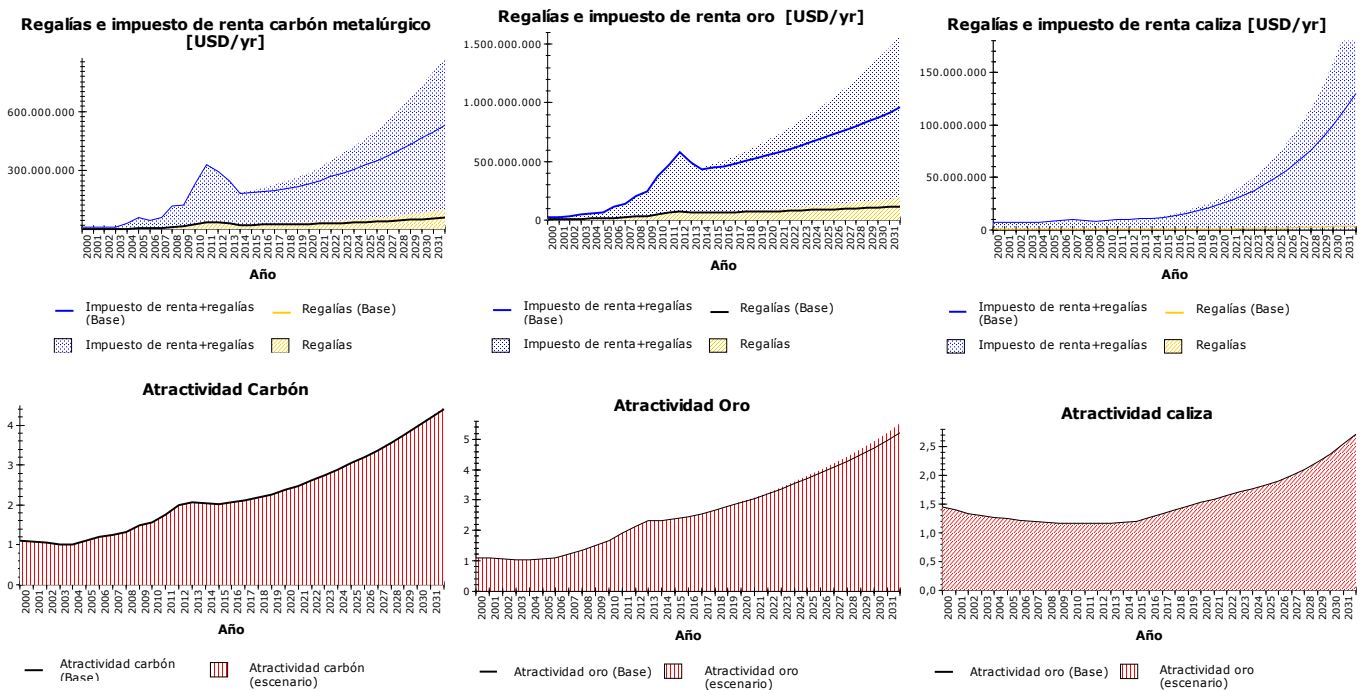 Regalías e impuesto de renta carbón metalúrgico
[USD/yr]
600.000.000
300.000.000
2000 2001 2002 2003 2004 2005 2006 2007 2008 2009 2010 2011 2012 2013 2014 2015 2016 2017 2018 2019 2020 2021 2022 2023 2024 2025 2026 2027 2028 2029 2030 2031
Año
Impuesto de renta+regalías
(Base)
Regalías (Base)
Impuesto de renta+regalías
Regalías
Regalías e impuesto de renta oro [USD/yr]
1.500.000.000
1.000.000.000
500.000.000
0
2000 2001 2002 2003 2004 2005 2006 2007 2008 2009 2010 2011 2012 2013 2014 2015 2016 2017 2018 2019 2020 2021 2022 2023 2024 2025 2026 2027 2028 2029 2030 2031
Año
Impuesto de renta+regalías
(Base)
Regalías (Base)
Impuesto de renta+regalías
Regalías
Regalías e impuesto de renta caliza [USD/yr]
150.000.000
100.000.000
50.000.000
0
2000 2001 2002 2003 2004 2005 2006 2007 2008 2009 2010 2011 2012 2013 2014 2015 2016 2017 2018 2019 2020 2021 2022 2023 2024 2025 2026 2027 2028 2029 2030 2031
Año
Impuesto de renta+regalías
(Base)
Regalías (Base)
Impuesto de renta+regalías
Regalías
Atractividad Carbón
4
3
2
1
0
2000 2001 2002 2003 2004 2005 2006 2007 2008 2009 2010 2011 2012 2013 2014 2015 2016 2017 2018 2019 2020 2021 2022 2023 2024 2025 2026 2027 2028 2029 2030 2031
Año
Atractividad carbón
(Base)
Atractividad carbón
(escenario)
Atractividad Oro
5
4
3
2
1
0
2000 2001 2002 2003 2004 2005 2006 2007 2008 2009 2010 2011 2012 2013 2014 2015 2016 2017 2018 2019 2020 2021 2022 2023 2024 2025 2026 2027 2028 2029 2030 2031
Año
Atractividad oro (Base)
Atractividad oro
(escenario)
Atractividad caliza
2,5
2,0
1,5
1,0
0,5
0,0
2000 2001 2002 2003 2004 2005 2006 2007 2008 2009 2010 2011 2012 2013 2014 2015 2016 2017 2018 2019 2020 2021 2022 2023 2024 2025 2026 2027 2028 2029 2030 2031
Año
Atractividad oro (Base)
Atractividad oro
(escenario)